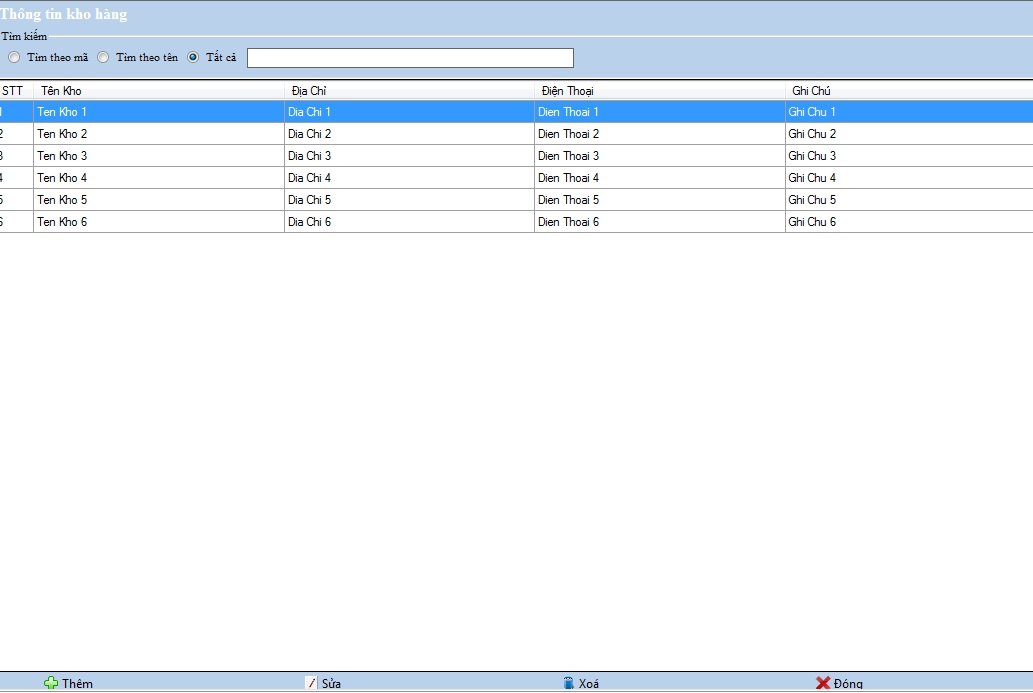 Thông tin kho hàng
Tìm kiếm
Tìm theo mã Tìm theo tên Tất cả
STT Tên Kho Địa Chỉ Điện Thoại Ghi Chú
1 Ten Kho 1 Dia Chi 1 Dien Thoai 1 Ghi Chu 1
2 Ten Kho 2 Dia Chi 2 Dien Thoai 2 Ghi Chu 2
3 Ten Kho 3 Dia Chi 3 Dien Thoai 3 Ghi Chu 3
4 Ten Kho 4 Dia Chi 4 Dien Thoai 4 Ghi Chu 4
5 Ten Kho 5 Dia Chi 5 Dien Thoai 5 Ghi Chu 5
6 Ten Kho 6 Dia Chi 6 Dien Thoai 6 Ghi Chu 6
Thêm Sửa Xoá Đóng